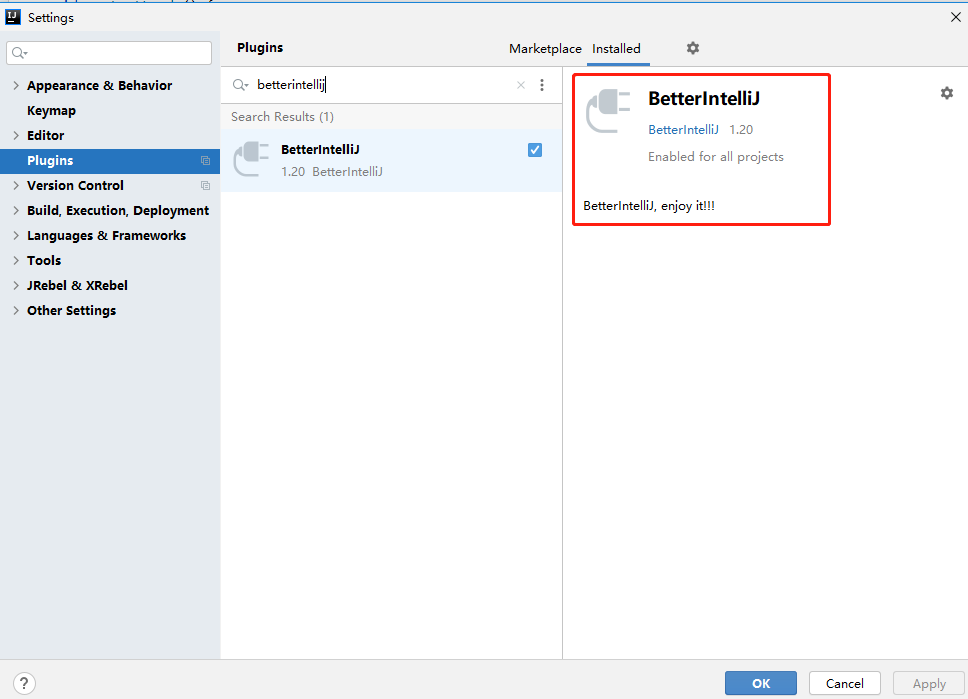 Settings
Plugins
Marketplace
Installed
Appearance & Behavior
Keymap
Editor
Plugins
Version Control
Build, Execution, Deployment
Languages & Frameworks
Tools
JRebel & XRebel
Other Settings
betterintellij
Search Results (1)
BetterIntelliJ
1.20 BetterIntelliJ
BetterIntelliJ
BetterIntelliJ 1.20
Enabled for all projects
BetterIntelliJ, enjoy it!!!
?
OK
Cancel
Apply